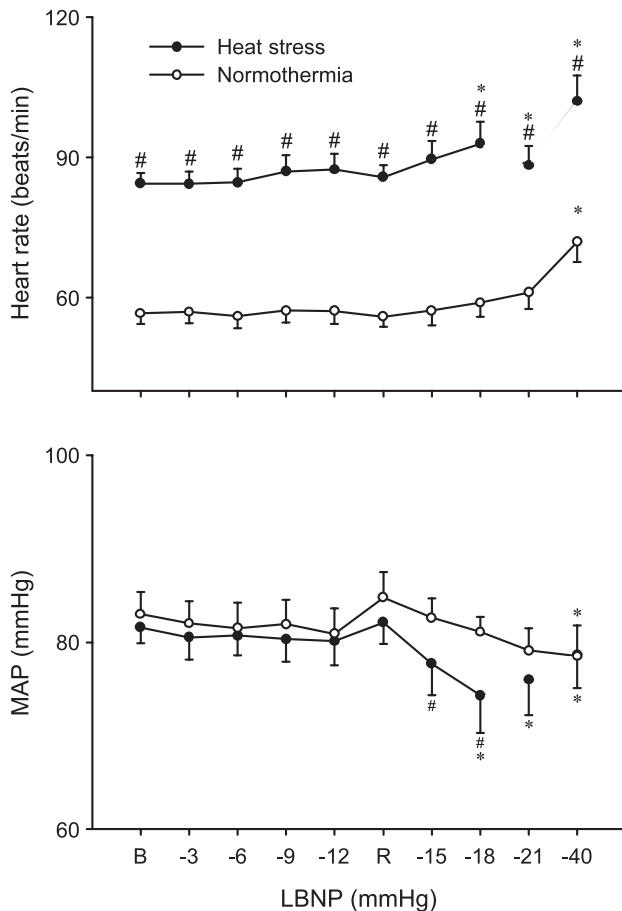 120
Heat stress
Normothermia
* *
# # # # # # # * # #
90
*
60
Heart rate (beats/min)
100
80
*
# # * *
*
60
MAP (mmHg)
B -3 -6 -9 -12 R -15 -18 -21 -40
LBNP (mmHg)